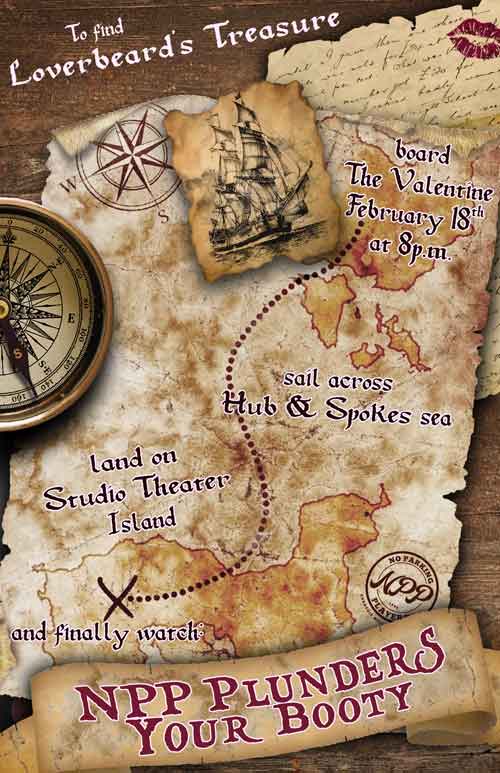 To find
Loverbeard's Treasure
board
The Valentine
February 18th
at 8p.m.
W
S
E
S
sail across
Hub & Spokes sea
land on
Studio Theater
Island
NO PARKING
NPP
PLAYERS
and finally watch:
NPP Plunders
Your Booty